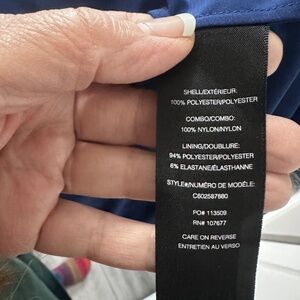 SHELL/EXTÉRIEUR:
100% POLYESTER/POLYESTER
COMBO/COMBO:
100% NYLON/NYLON
LINING/DOUBLURE:
94% POLYESTER/POLYESTER
6% ELASTANE/ÉLASTHANNE
STYLE#/NUMÉRO DE MODÈLE:
C602587880
PO# 113509
RN# 107677
CARE ON REVERSE
ENTRETIEN AU VERSO